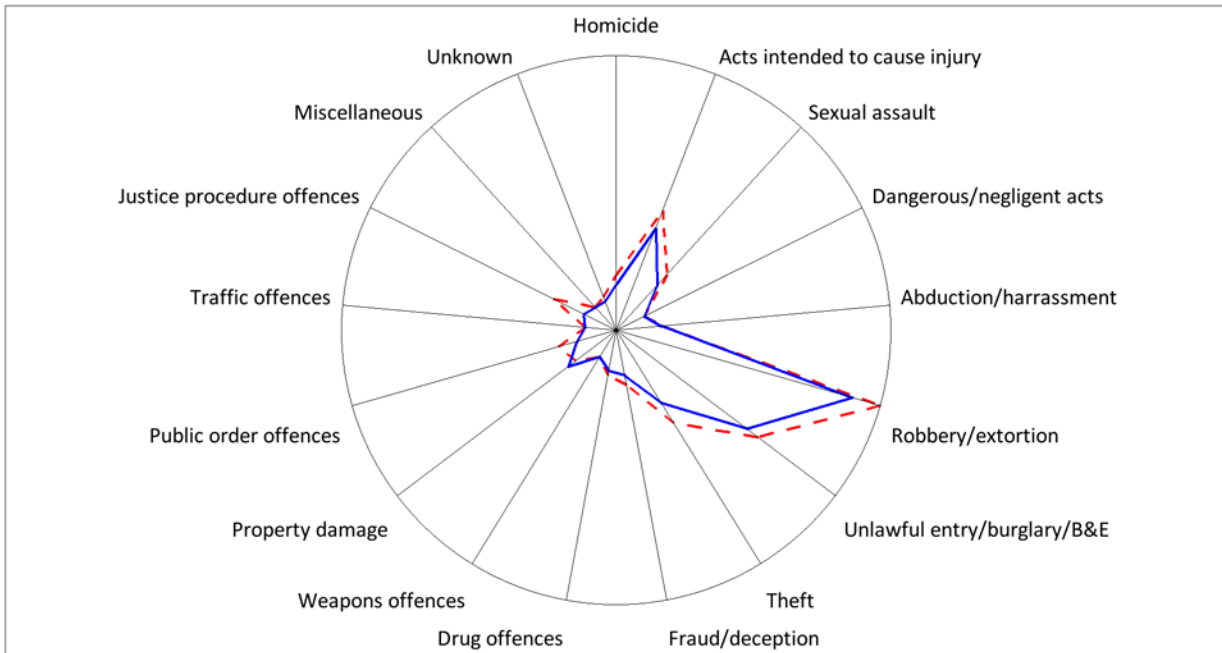 Homicide
Acts intended to cause injury
Sexual assault
Dangerous/negligent acts
Abduction/harrassment
Robbery/extortion
Unlawful entry/burglary/B&E
Theft
Fraud/deception
Drug offences
Weapons offences
Property damage
Public order offences
Traffic offences
Justice procedure offences
Miscellaneous
Unknown